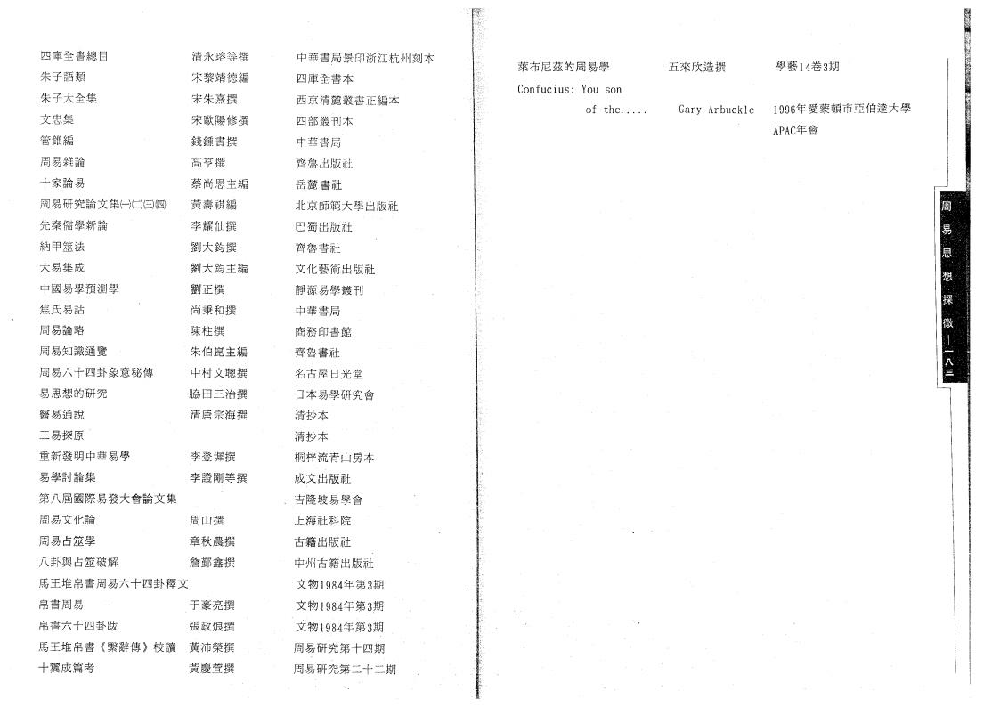 四庫全書總目 清永瑢等撰 中華書局景印浙江杭州刻本
朱子語類 宋黎靖德編 四庫全書本
朱子大全集 宋朱熹撰 西京清麓叢書正編本
文忠集 宋歐陽修撰 四部叢刊本
管錐編 錢鍾書撰 中華書局
周易雜論 高亨撰 齊魯出版社
十家論易 蔡尚思主編 岳麓書社
周易研究論文集㈠㈡㈢㈣ 黃壽祺編 北京師範大學出版社
先秦儒學新論 李耀仙撰 巴蜀出版社
納甲筮法 劉大鈞撰 齊魯書社
大易集成 劉大鈞主編 文化藝術出版社
中國易學預測學 劉正撰 靜源易學叢刊
焦氏易詁 尚秉和撰 中華書局
周易論略 陳柱撰 商務印書館
周易知識通覽 朱伯崑主編 齊魯書社
周易六十四卦象意秘傳 中村文聰撰 名古屋日光堂
易思想的研究 脇田三治撰 日本易學研究會
醫易通說 清唐宗海撰 清抄本
三易探原 清抄本
重新發明中華易學 李登墀撰 桐梓流青山房本
易學討論集 李證剛等撰 成文出版社
第八屆國際易發大會論文集 吉隆坡易學會
周易文化論 周山撰 上海社科院
周易占筮學 章秋農撰 古籍出版社
八卦與占筮破解 詹鄞鑫撰 中州古籍出版社
馬王堆帛書周易六十四卦釋文 文物1984年第3期
帛書周易 于豪亮撰 文物1984年第3期
帛書六十四卦跋 張政烺撰 文物1984年第3期
馬王堆帛書《繫辭傳》校讀 黃沛榮撰 周易研究第十四期
十翼成篇考 黃慶萱撰 周易研究第二十二期
萊布尼茲的周易學 五來欣造撰 學藝14卷3期
Confucius: You son
of the..... Gary Arbuckle 1996年愛蒙頓市亞伯達大學
APAC年會
周易思想探微—一八三